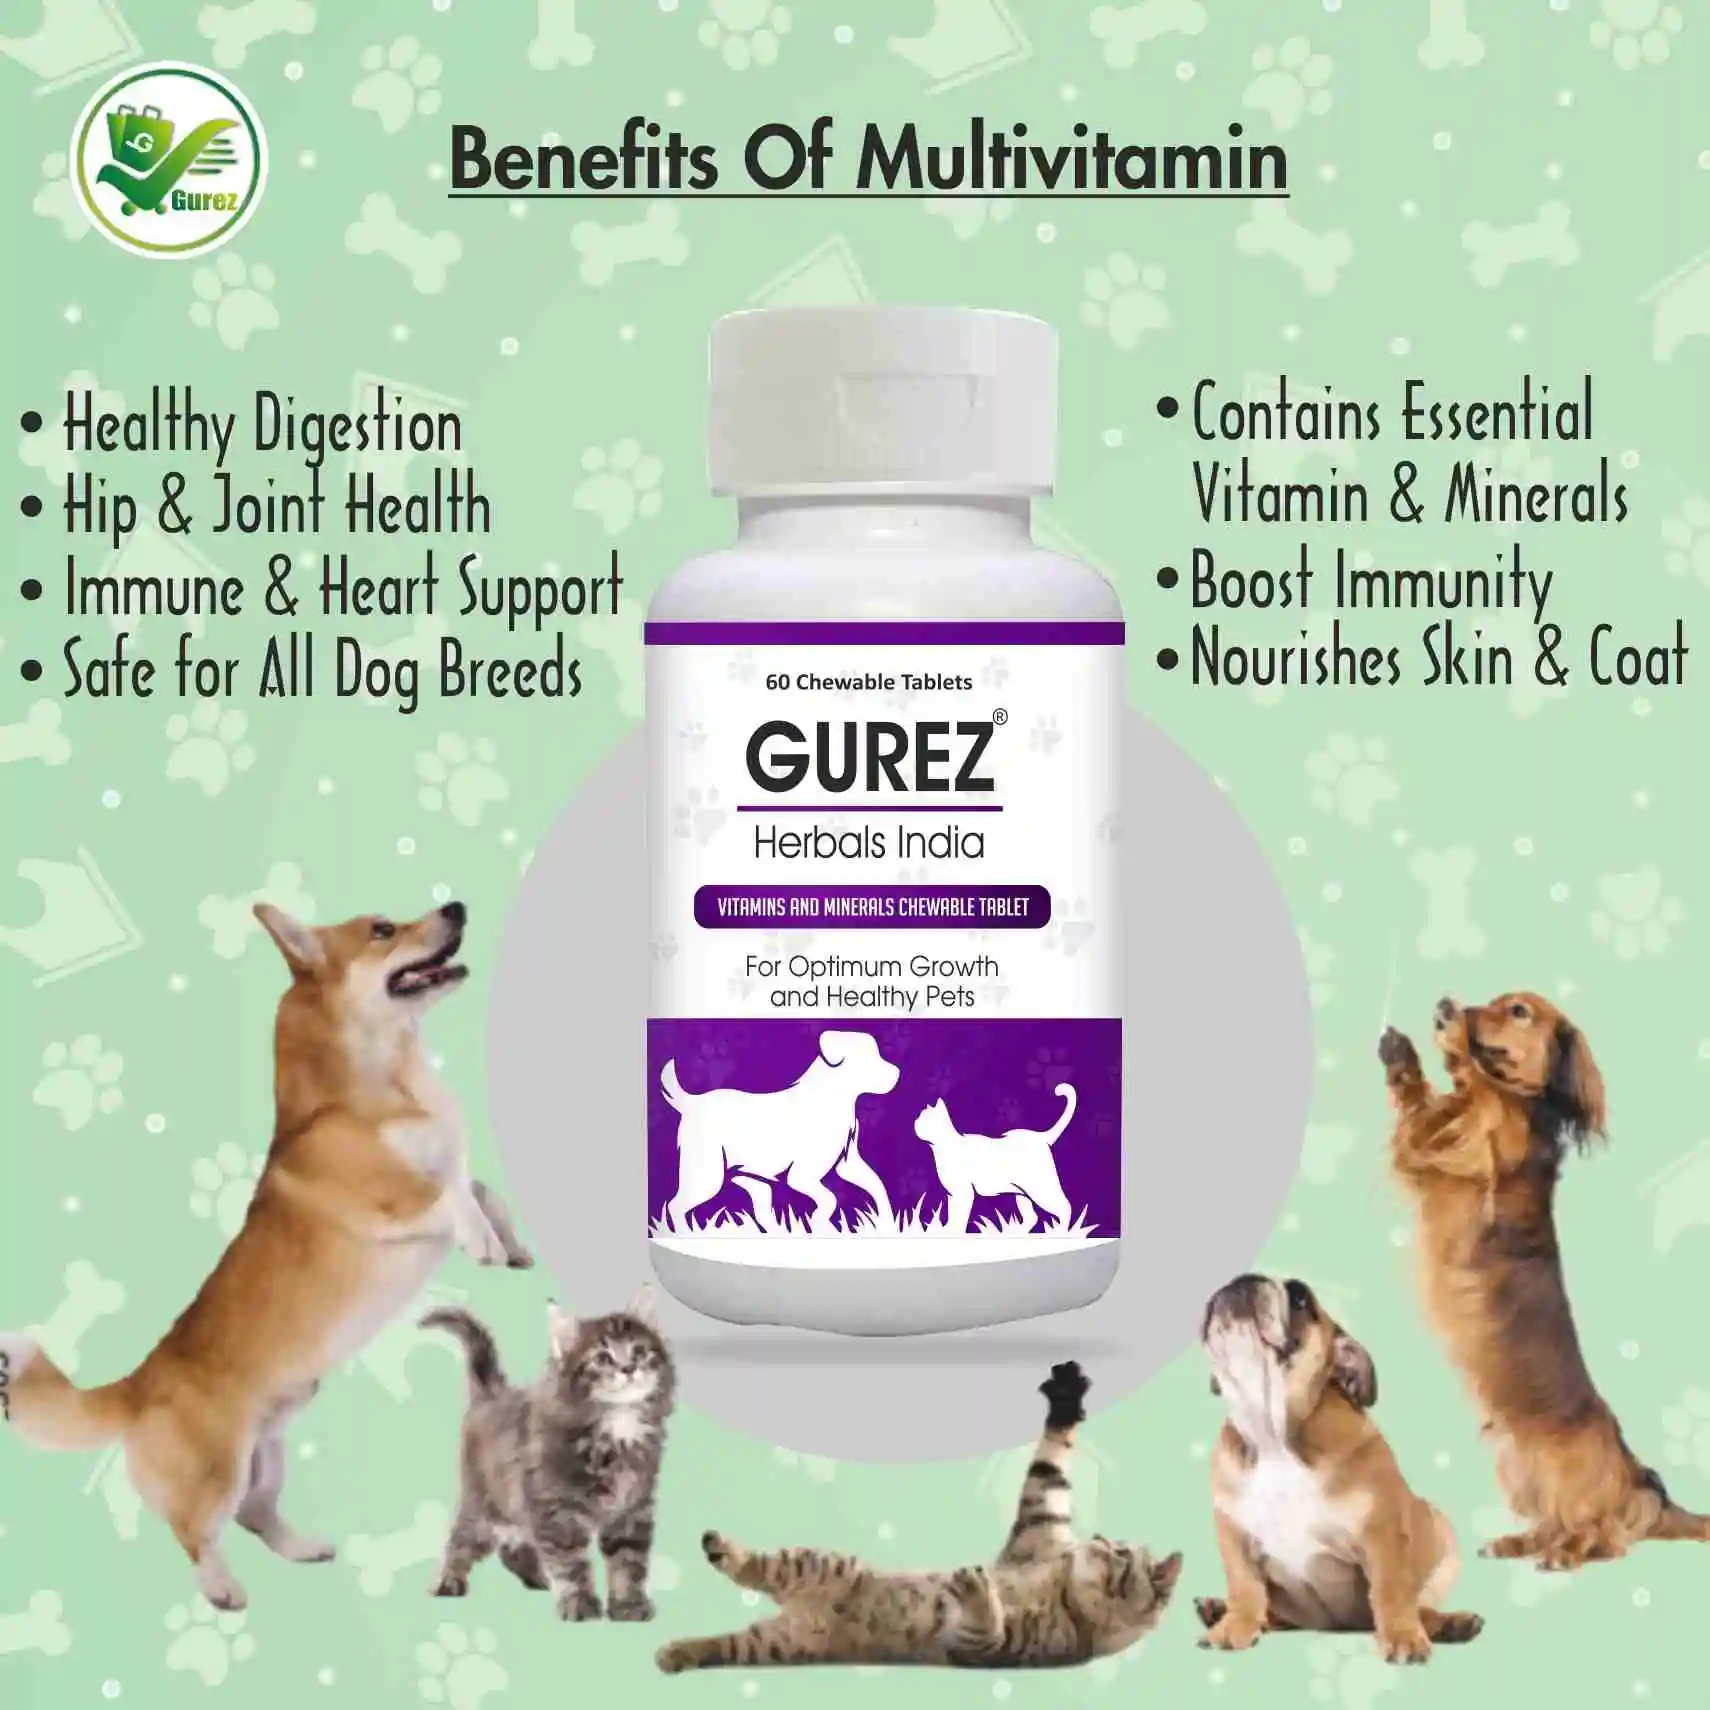 Gurez
Benefits Of Multivitamin
• Healthy Digestion
• Hip & Joint Health
• Immune & Heart Support
• Safe for All Dog Breeds
• Contains Essential
Vitamin & Minerals
• Boost Immunity
• Nourishes Skin & Coat
60 Chewable Tablets
GUREZ®
Herbals India
VITAMINS AND MINERALS CHEWABLE TABLET
For Optimum Growth
and Healthy Pets